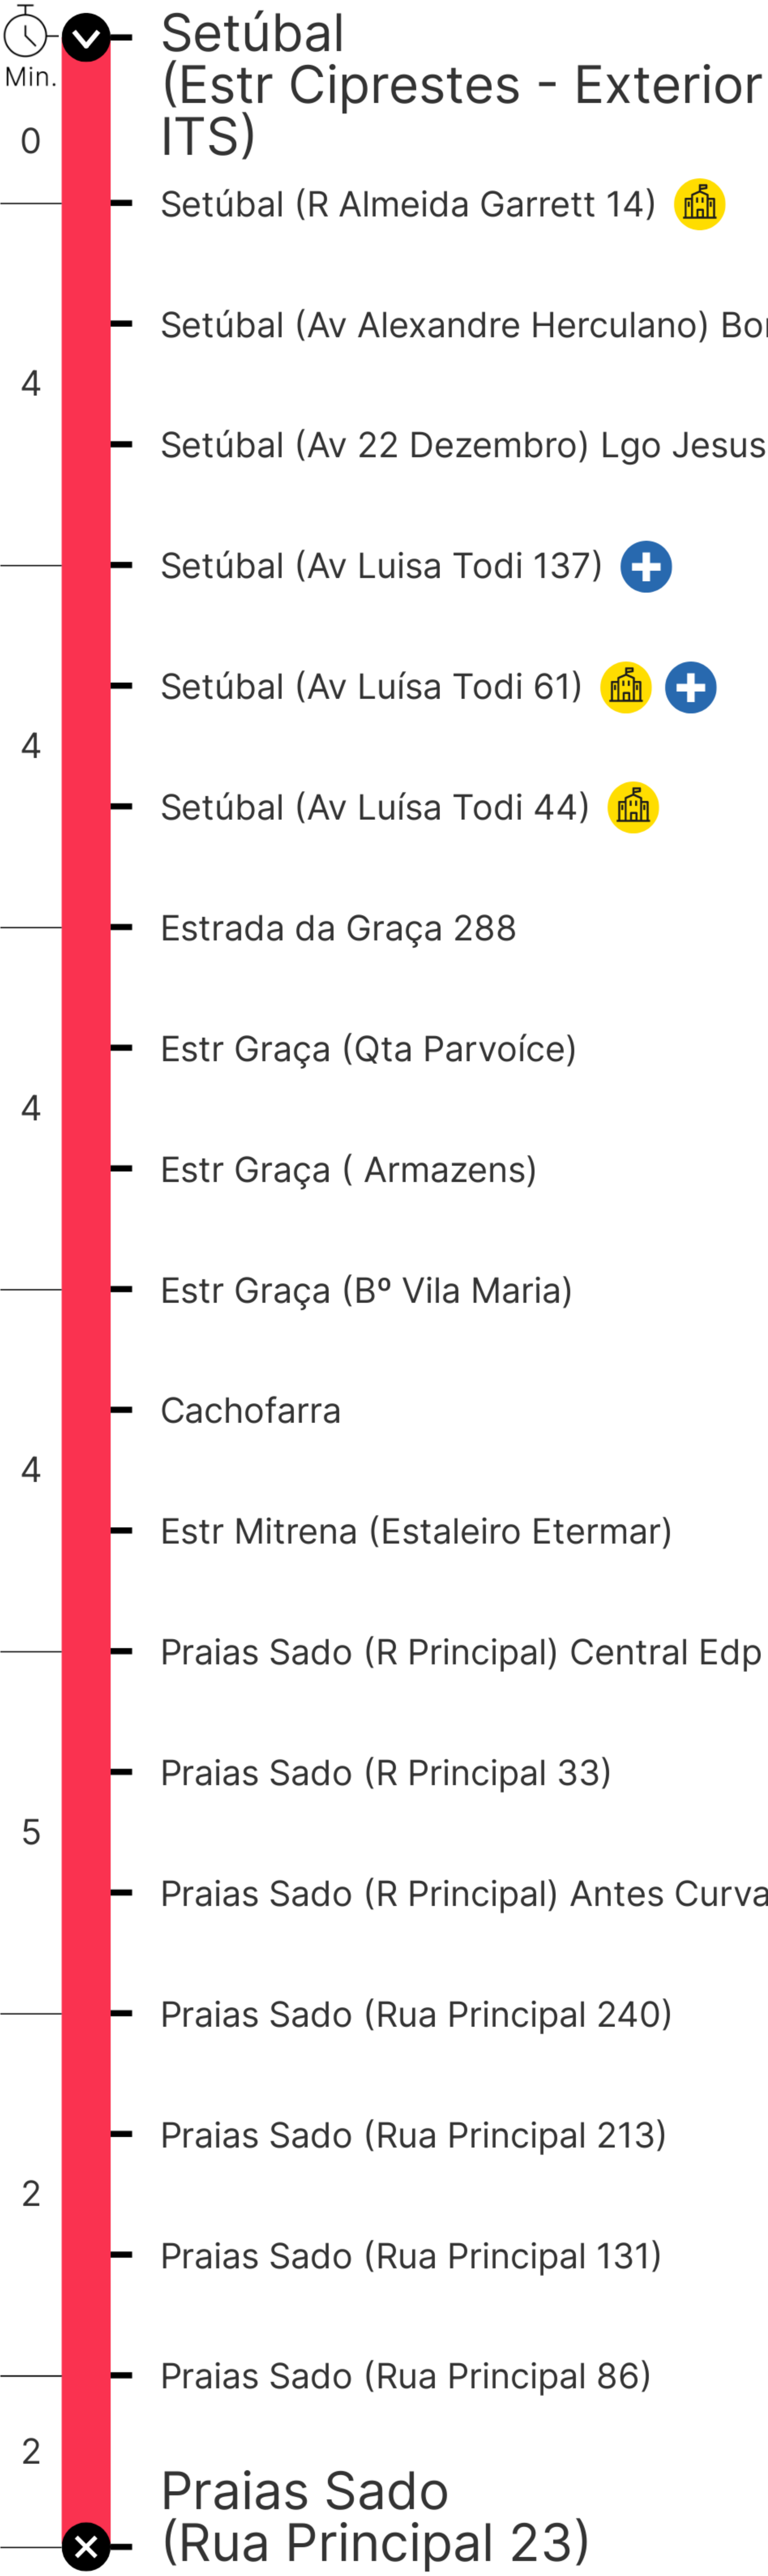 Min.
Setúbal
(Estr Ciprestes - Exterior
ITS)
0
Setúbal (R Almeida Garrett 14)
Setúbal (Av Alexandre Herculano)
4
Setúbal (Av 22 Dezembro) Lgo Jesus
Setúbal (Av Luisa Todi 137)
Setúbal (Av Luísa Todi 61)
4
Setúbal (Av Luísa Todi 44)
Estrada da Graça 288
Estr Graça (Qta Parvoíce)
4
Estr Graça ( Armazens)
Estr Graça (Bº Vila Maria)
Cachofarra
4
Estr Mitrena (Estaleiro Etermar)
Praias Sado (R Principal) Central Edp
Praias Sado (R Principal 33)
5
Praias Sado (R Principal) Antes Curva
Praias Sado (Rua Principal 240)
Praias Sado (Rua Principal 213)
2
Praias Sado (Rua Principal 131)
Praias Sado (Rua Principal 86)
2
Praias Sado
(Rua Principal 23)